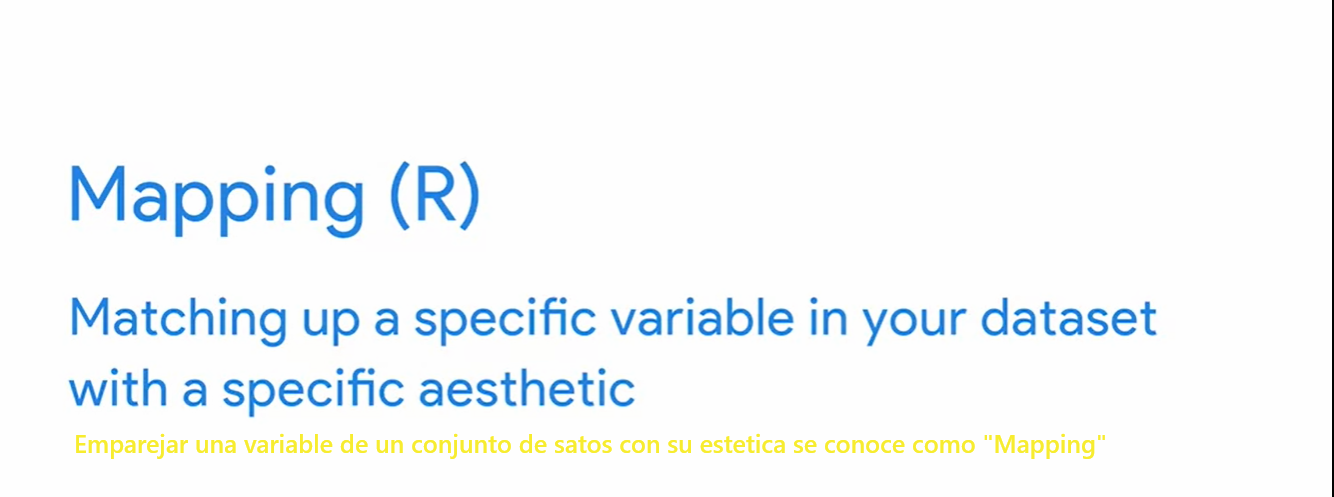 Mapping (R)
Matching up a specific variable in your dataset
with a specific aesthetic
Emparejar una variable de un conjunto de satos con su estetica se conoce como "Mapping"